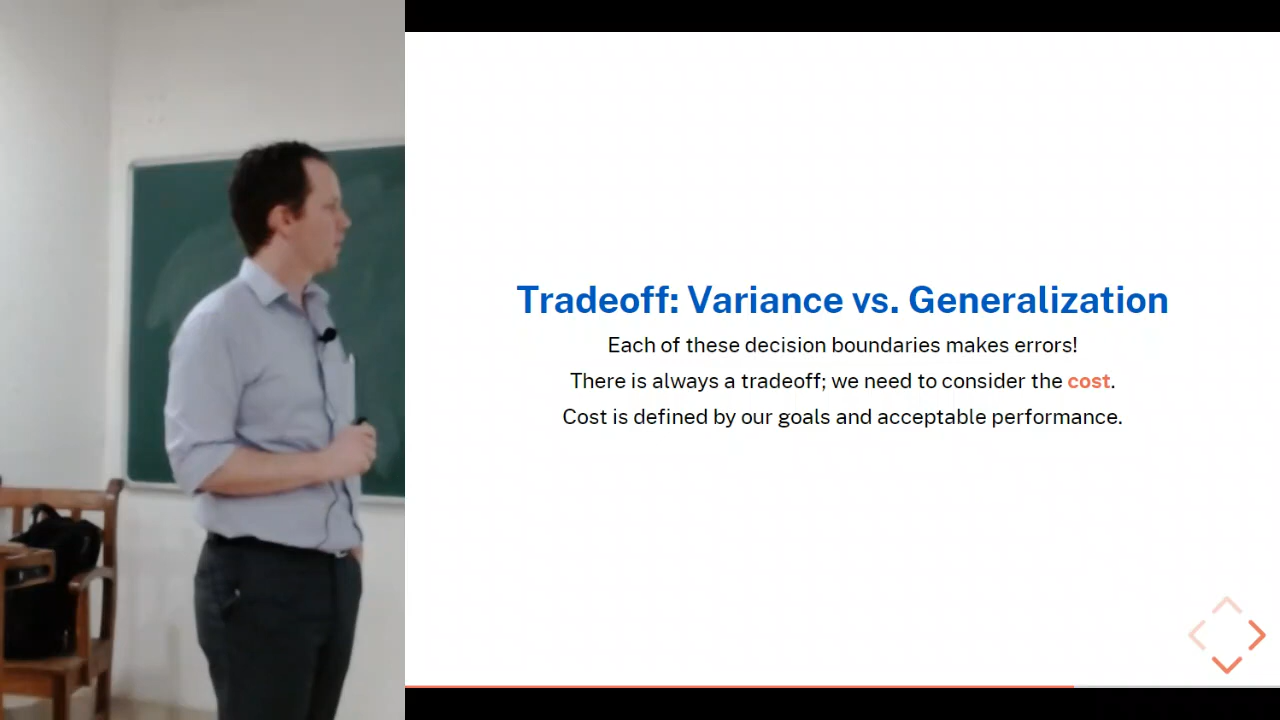 Tradeoff: Variance vs. Generalization
Each of these decision boundaries makes errors!
There is always a tradeoff; we need to consider the cost.
Cost is defined by our goals and acceptable performance.